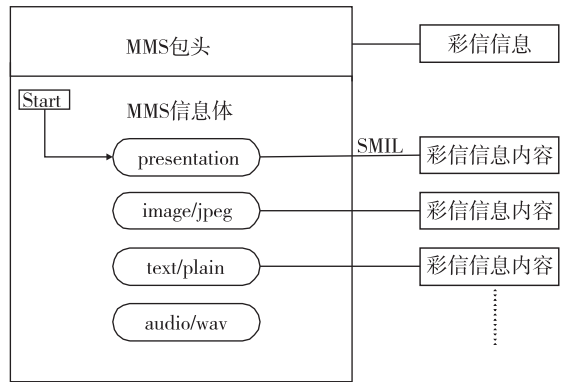 MMS包头
彩信信息
Start
MMS信息体
presentation
SMIL
彩信信息内容
image/jpeg
彩信信息内容
text/plain
彩信信息内容
audio/wav